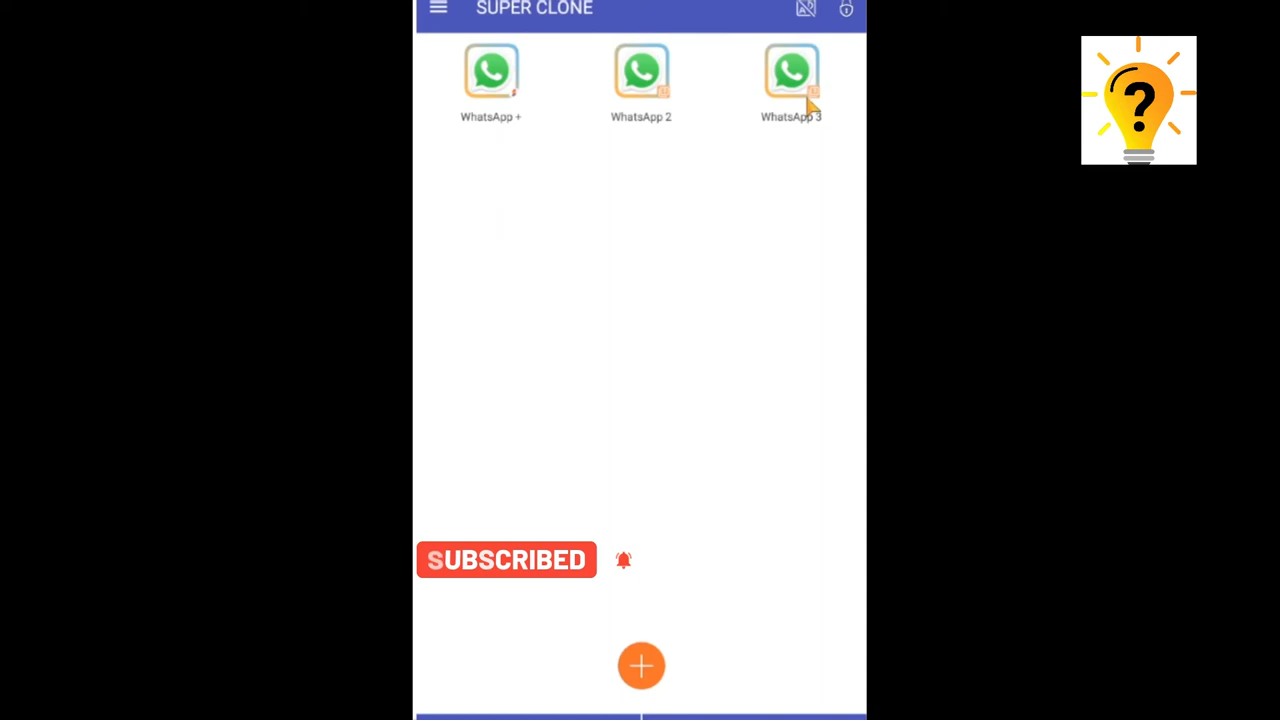 SUPER CLONE
WhatsApp +
WhatsApp 2
WhatsApp 3
?
SUBSCRIBED